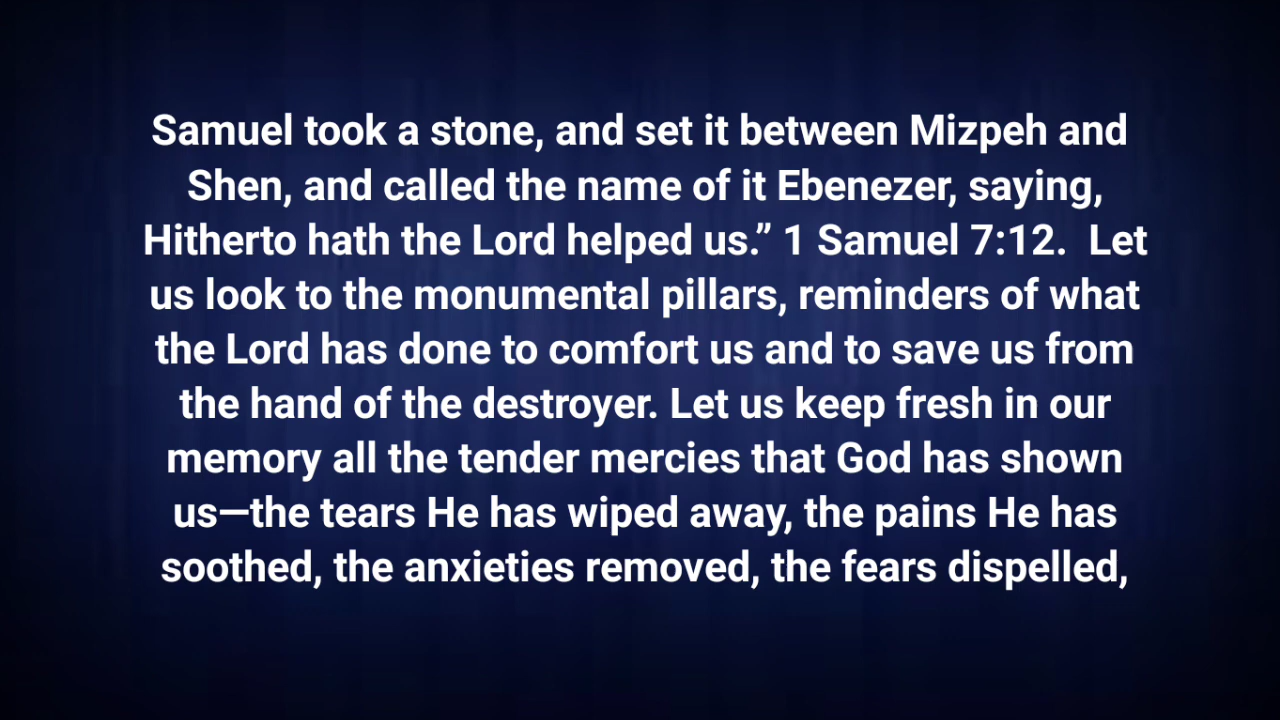 Samuel took a stone, and set it between Mizpeh and
Shen, and called the name of it Ebenezer, saying,
Hitherto hath the Lord helped us.” 1 Samuel 7:12.  Let
us look to the monumental pillars, reminders of what
the Lord has done to comfort us and to save us from
the hand of the destroyer. Let us keep fresh in our
memory all the tender mercies that God has shown
us—the tears He has wiped away, the pains He has
soothed, the anxieties removed, the fears dispelled,